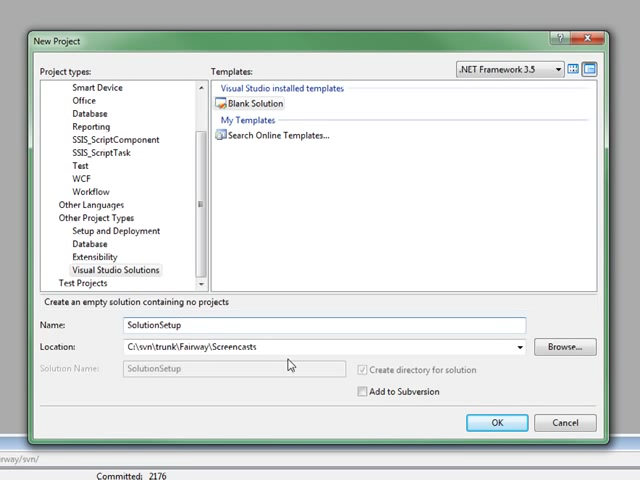 New Project
Project types:
Templates:
.NET Framework 3.5
Smart Device
Office
Database
Reporting
SSIS_ScriptComponent
SSIS_ScriptTask
Test
WCF
Workflow
Other Languages
Other Project Types
Setup and Deployment
Database
Extensibility
Visual Studio Solutions
Test Projects
Visual Studio installed templates
Blank Solution
My Templates
Search Online Templates...
Create an empty solution containing no projects
Name:
SolutionSetup
Location:
C:\svn\trunk\Fairway\Screencasts
Browse...
Solution Name:
SolutionSetup
Create directory for solution
Add to Subversion
OK
Cancel
irway/svn/
Committed: 2176